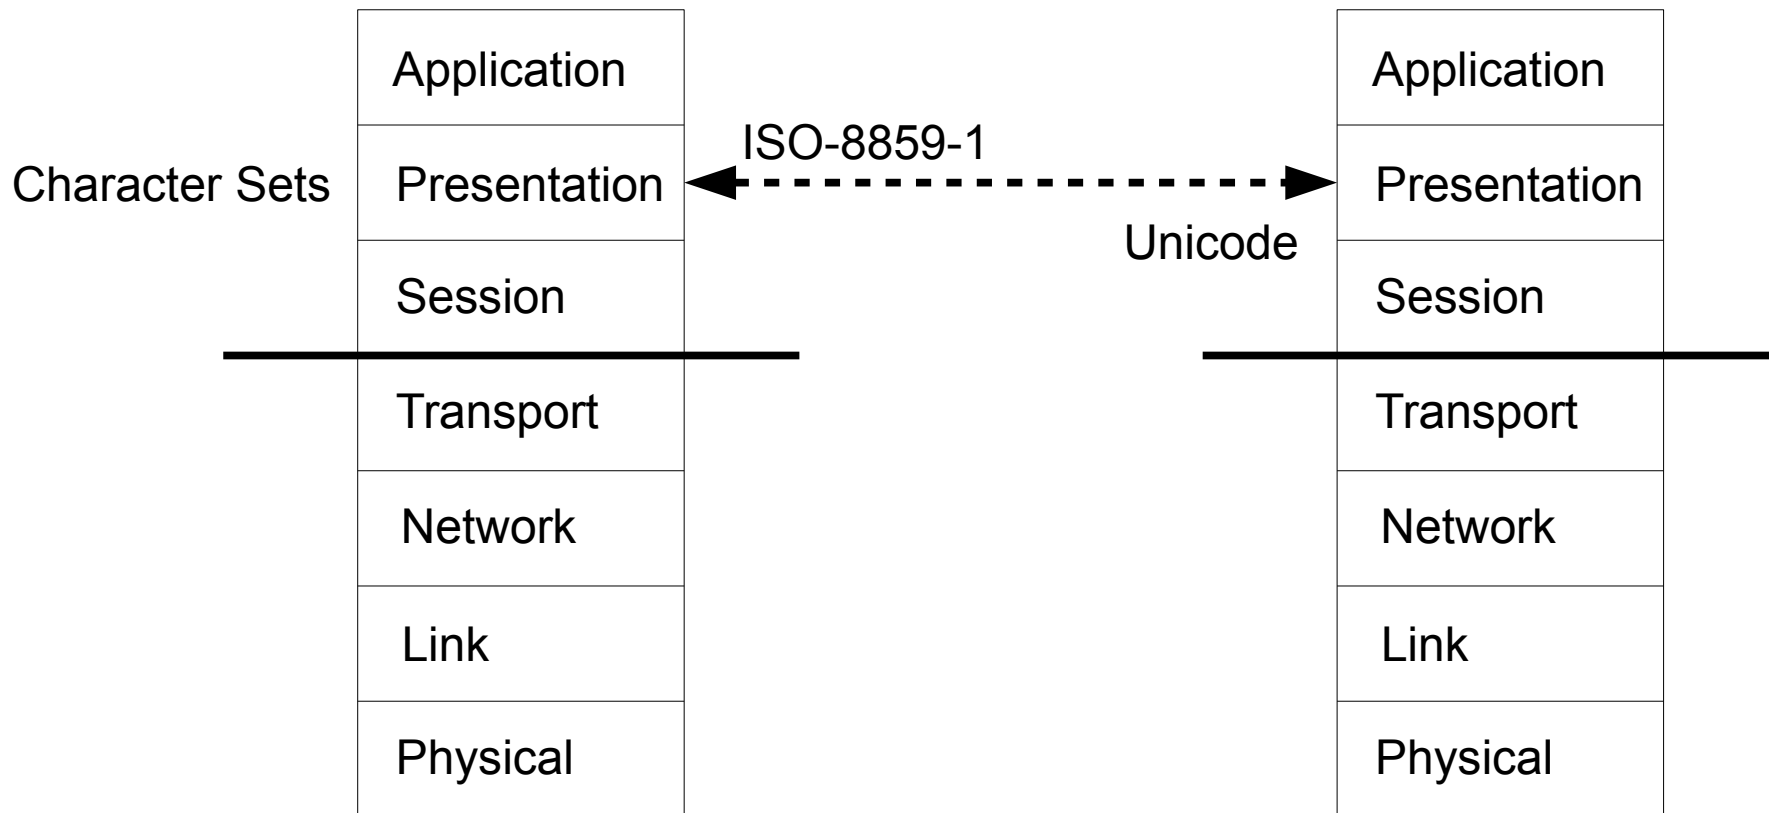 Application
Application
ISO-8859-1
Character Sets
Presentation
Presentation
Unicode
Session
Session
Transport
Transport
Network
Network
Link
Link
Physical
Physical